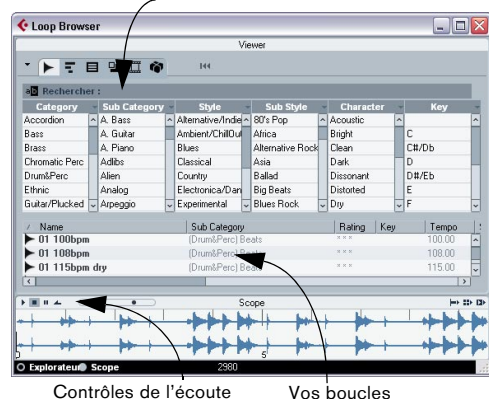 Loop Browser
Viewer
Rechercher :
Category Sub Category Style Sub Style Character Key
Accordion A. Bass Alternative/Indie 80's Pop Acoustic
Bass A. Guitar Ambient/ChillOut Africa Bright C
Brass A. Piano Blues Alternative Rock Clean C#/Db
Chromatic Perc Adlibs Classical Asia Dark D
Drum&Perc Alien Country Ballad Dissonant D#/Eb
Ethnic Analog Electronica/Dan Big Beats Distorted E
Guitar/Plucked Arpeggio Experimental Blues Rock Dry F
Name Sub Category Rating Key Tempo
01 100bpm (Drum&Perc) Beats *** 100.00
01 108bpm (Drum&Perc) Beats *** 108.00
01 115bpm dry (Drum&Perc) Beats *** 115.00
Scope
5
Explorateur Scope 2980
Contrôles de l'écoute Vos boucles